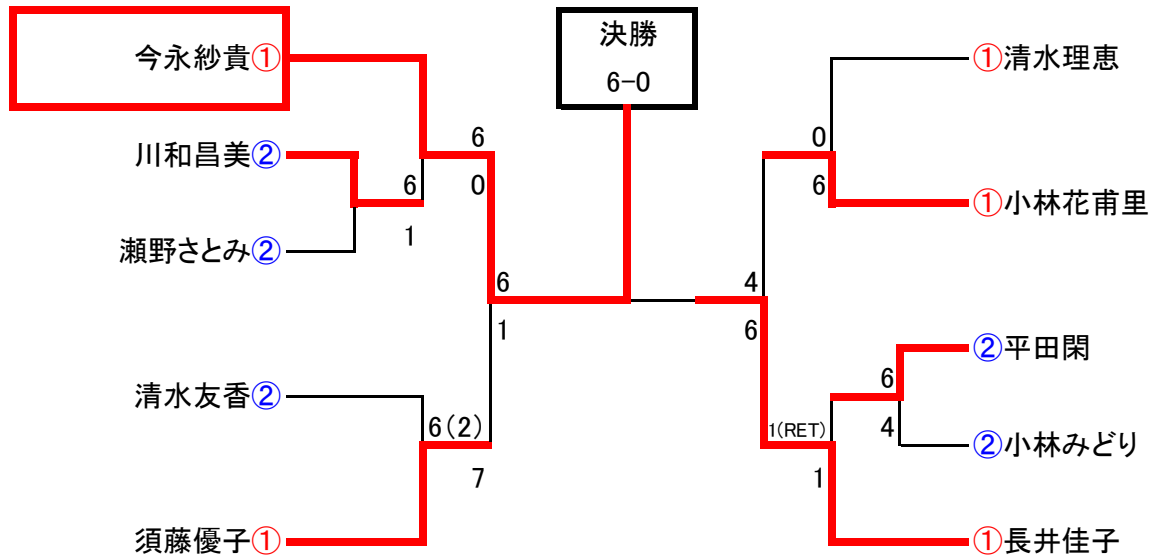 決勝
6-0
今永紗貴①
6
川和昌美②
6
0
1
瀬野さとみ②
6
1
清水友香②
6(2)
7
須藤優子①
①清水理恵
0
6
①小林花甫里
4
6
②平田閑
6
4
②小林みどり
1(RET)
1
①長井佳子